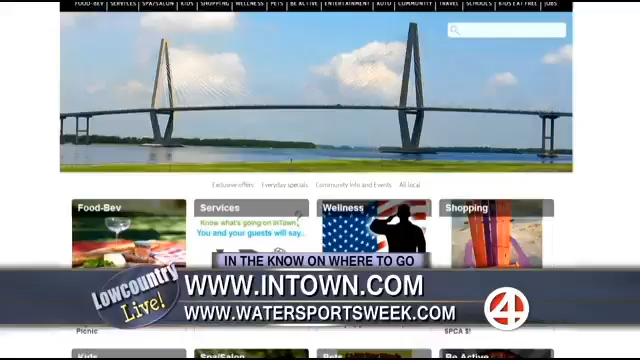 FOOD-BEV | SERVICES | SPA/SALON | KIDS | SHOPPING | WELLNESS | PETS | BE ACTIVE | ENTERTAINMENT | AUTO | COMMUNITY | TRAVEL | SCHOOLS | KIDS EAT FREE | JOBS
Exclusive offers Everyday specials Community Info and Events All local
Food-Bev Services Wellness Shopping
Know what's going on InTown?
You and your guests will say..
IN THE KNOW ON WHERE TO GO
Lowcountry Live!
WWW.INTOWN.COM
4
WWW.WATERSPORTSWEEK.COM
Picnic
SPCA $!
Kids Spa/Salon Pets Be Active